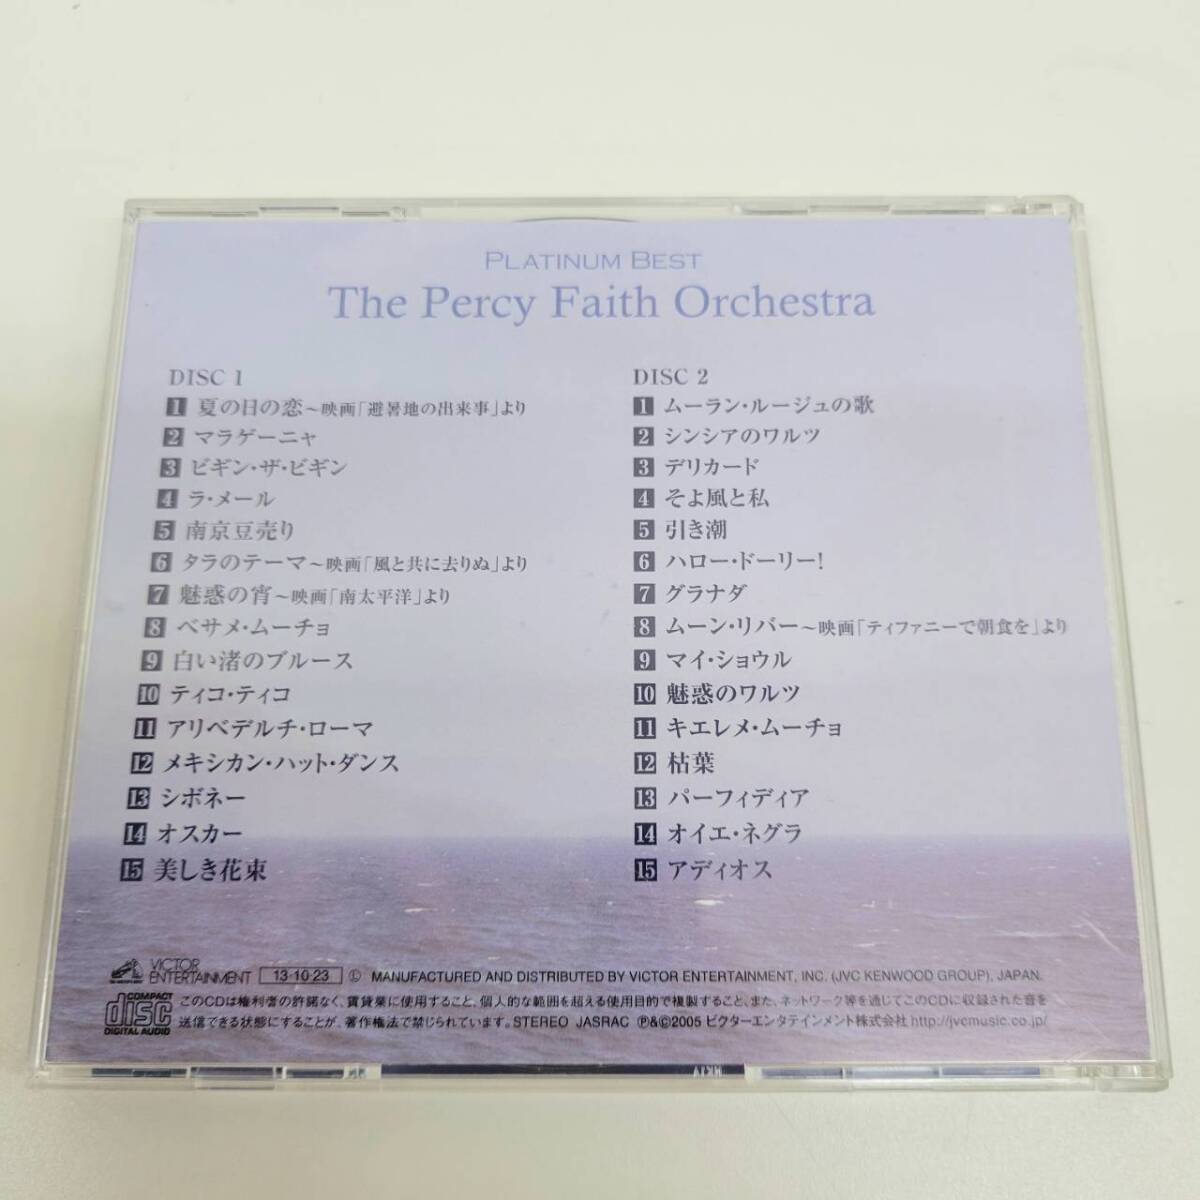 PLATINUM BEST
The Percy Faith Orchestra
DISC 1
1 夏の日の恋～映画「避暑地の出来事」より
2 マラゲーニャ
3 ビギン・ザ・ビギン
4 ラ・メール
5 南京豆売り
6 タラのテーマ～映画「風と共に去りぬ」より
7 魅惑の宵～映画「南太平洋」より
8 ベサメ・ムーチョ
9 白い渚のブルース
10 ティコ・ティコ
11 アリベデルチ・ローマ
12 メキシカン・ハット・ダンス
13 シボネー
14 オスカー
15 美しき花束
DISC 2
1 ムーラン・ルージュの歌
2 シンシアのワルツ
3 デリカード
4 そよ風と私
5 引き潮
6 ハロー・ドーリー!
7 グラナダ
8 ムーン・リバー～映画「ティファニーで朝食を」より
9 マイ・ショウル
10 魅惑のワルツ
11 キエレメ・ムーチョ
12 枯葉
13 パーフィディア
14 オイエ・ネグラ
15 アディオス
VICTOR ENTERTAINMENT 13·10·23 Ⓛ MANUFACTURED AND DISTRIBUTED BY VICTOR ENTERTAINMENT, INC. (JVC KENWOOD GROUP), JAPAN.
COMPACT disc DIGITAL AUDIO
このCDは権利者の許諾なく、賃貸業に使用すること、個人的な範囲を超える使用目的で複製すること、また、ネットワーク等を通じてこのCDに収録された音を
送信できる状態にすることが、著作権法で禁じられています。STEREO JASRAC ℗&©2005 ビクターエンタテインメント株式会社 http://jvcmusic.co.jp/